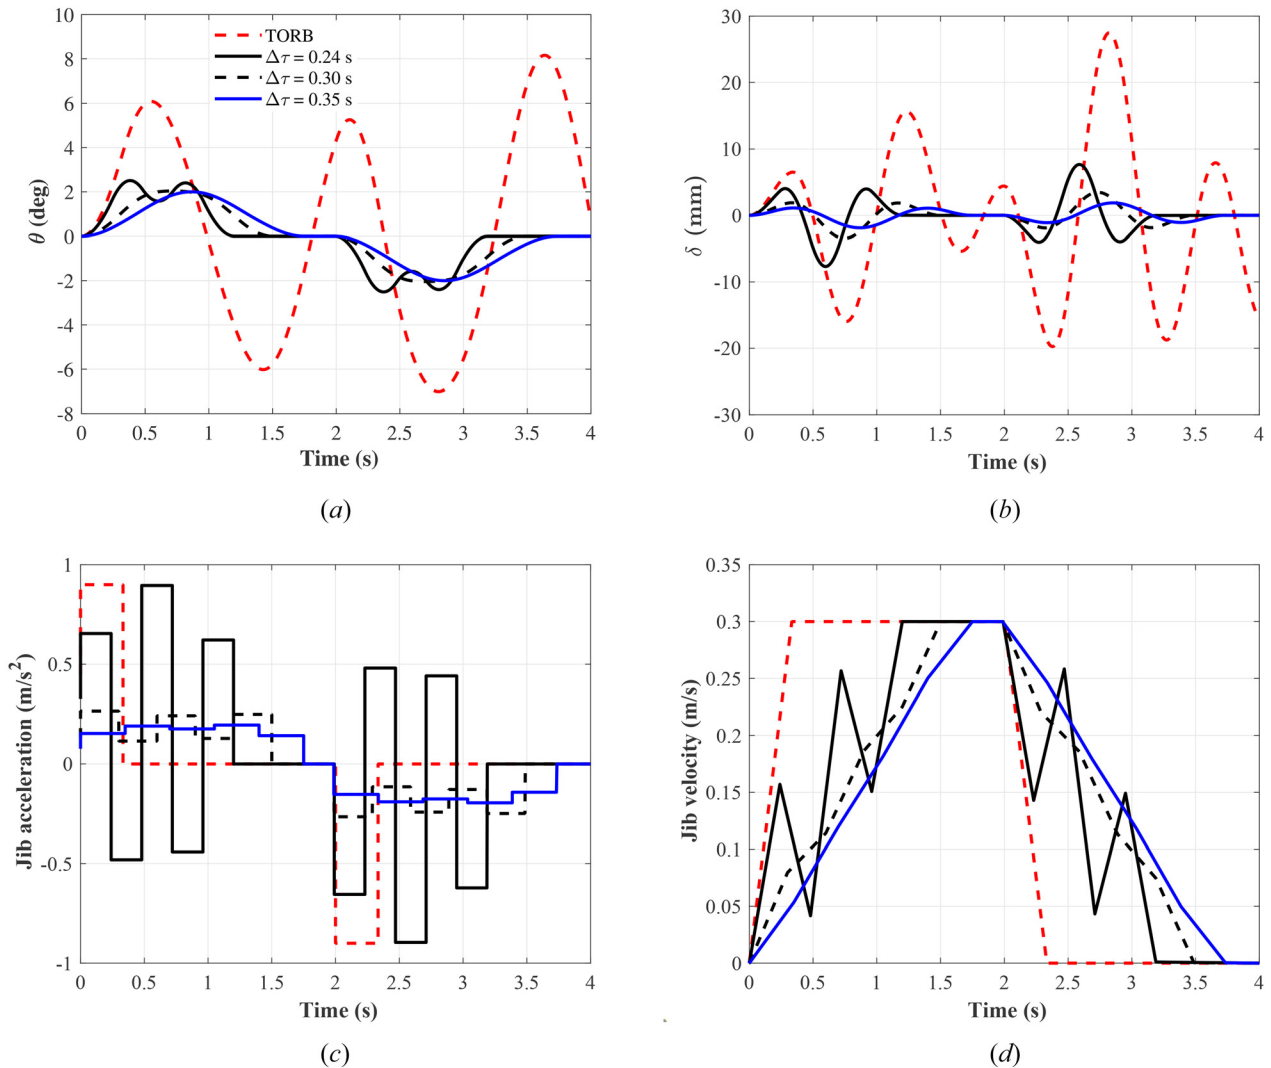 10
8
6
4
2
0
-2
-4
-6
-8
θ (deg)
TORB
Δτ = 0.24 s
Δτ = 0.30 s
Δτ = 0.35 s
0 0.5 1 1.5 2 2.5 3 3.5 4
Time (s)
(a)
30
20
10
0
-10
-20
-30
δ (mm)
0 0.5 1 1.5 2 2.5 3 3.5 4
Time (s)
(b)
1
0.5
0
-0.5
-1
Jib acceleration (m/s²)
0 0.5 1 1.5 2 2.5 3 3.5 4
Time (s)
(c)
0.35
0.3
0.25
0.2
0.15
0.1
0.05
0
Jib velocity (m/s)
0 0.5 1 1.5 2 2.5 3 3.5 4
Time (s)
(d)